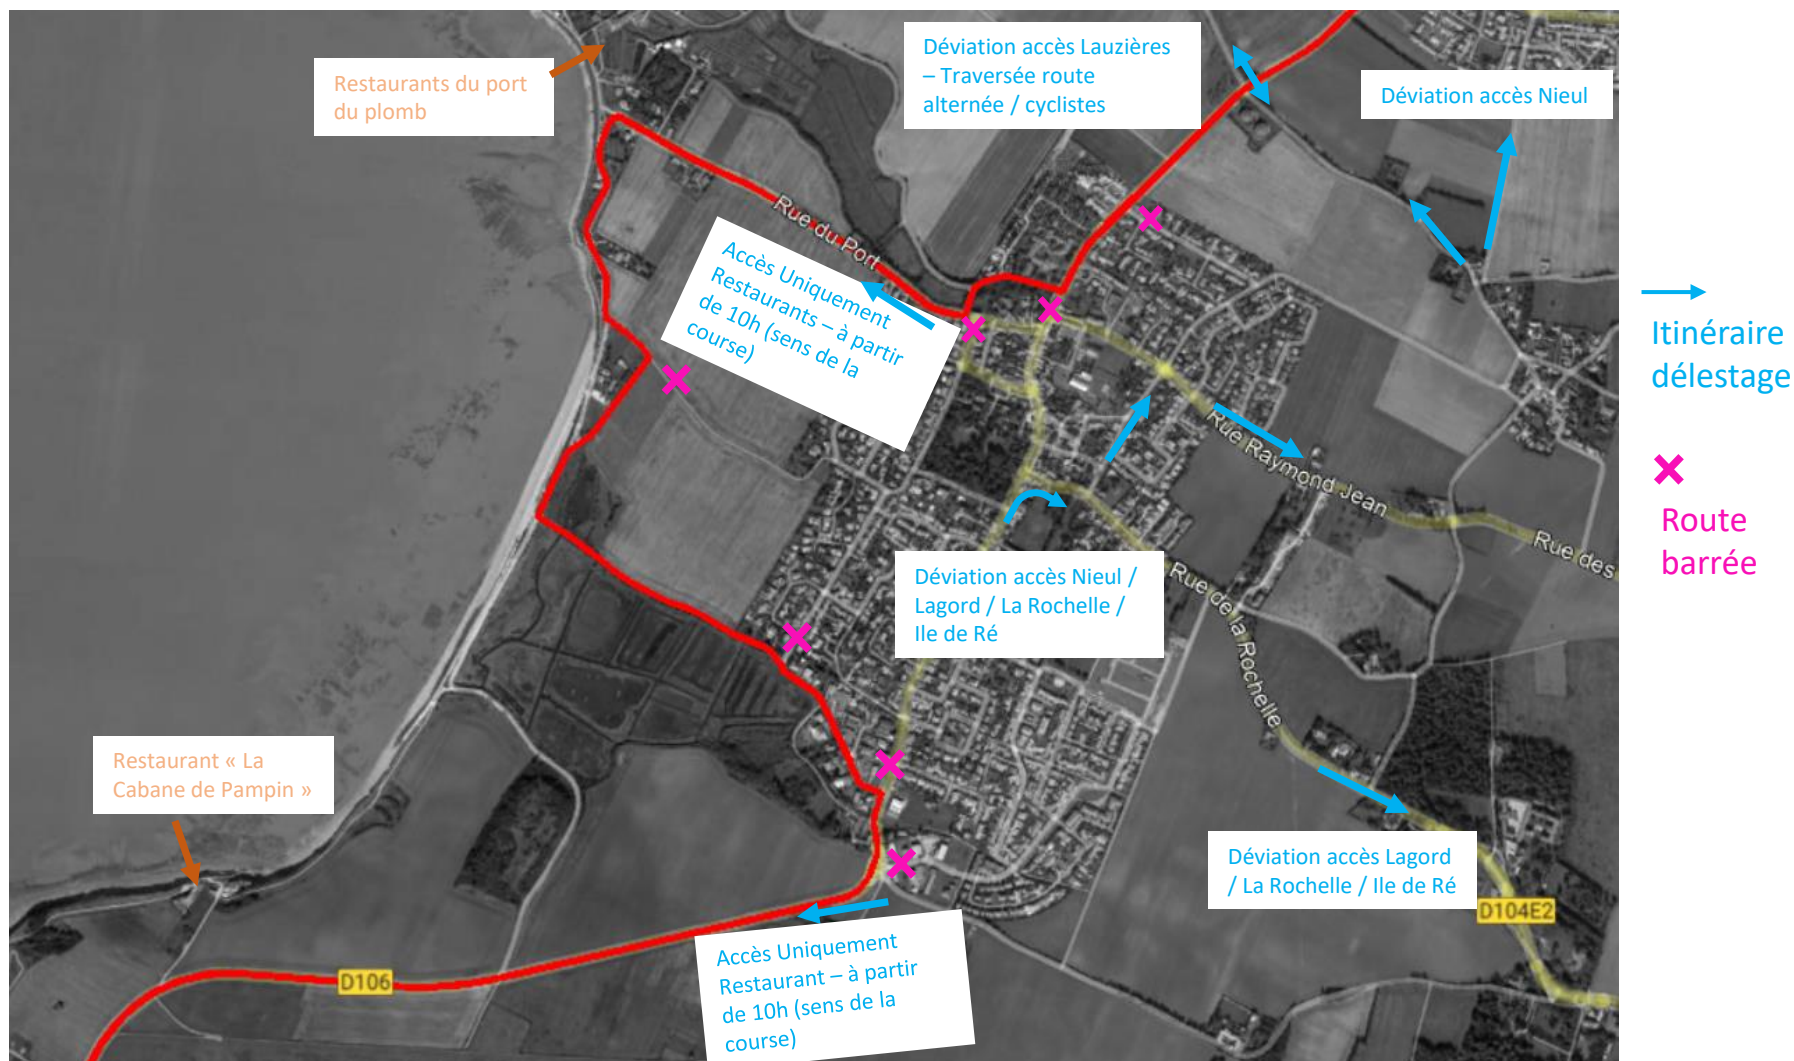 Restaurants du port
du plomb
Déviation accès Lauzières
– Traversée route
alternée / cyclistes
Déviation accès Nieul
Rue du Port
Accès Uniquement
Restaurants – à partir
de 10h (sens de la
course)
Itinéraire
délestage
Rue Raymond Jean
Rue des
Route
barrée
Déviation accès Nieul /
Lagord / La Rochelle /
Ile de Ré
Rue de la Rochelle
Restaurant « La
Cabane de Pampin »
Déviation accès Lagord
/ La Rochelle / Ile de Ré
D104E2
Accès Uniquement
Restaurant – à partir
de 10h (sens de la
course)
D106